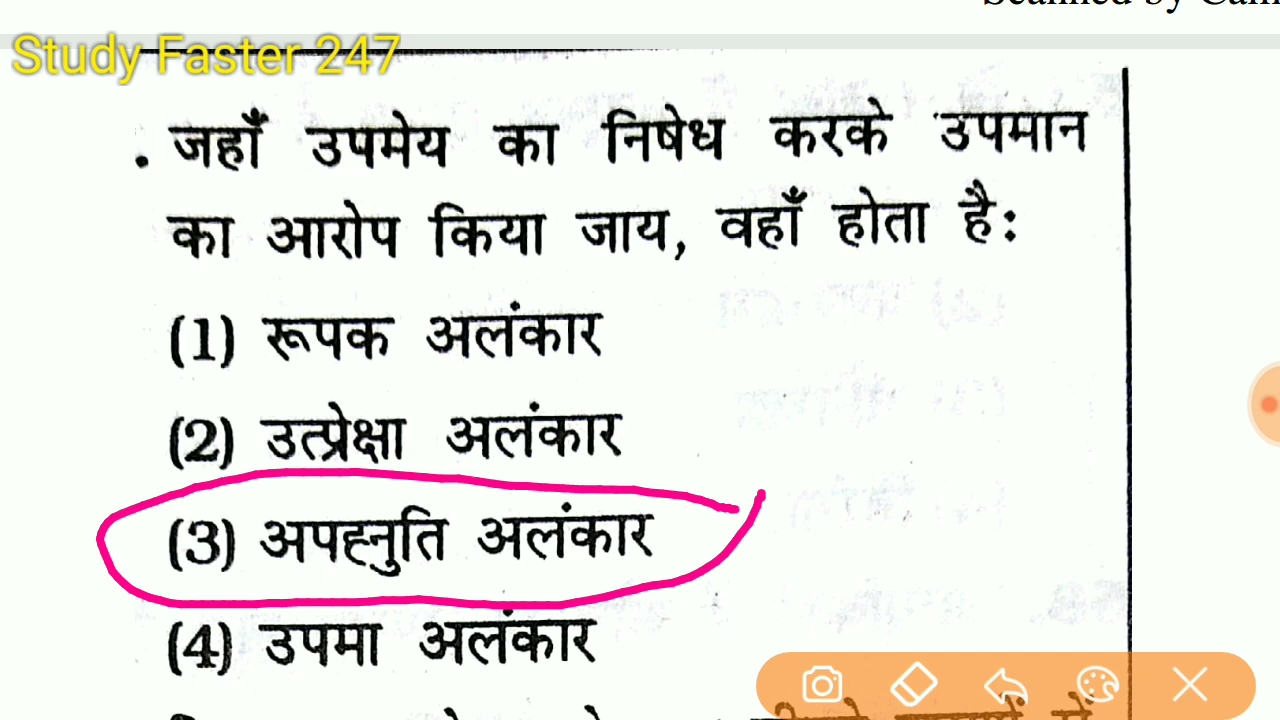 Study Faster 247
. जहाँ उपमेय का निषेध करके उपमान
का आरोप किया जाय, वहाँ होता है:
(1) रूपक अलंकार
(2) उत्प्रेक्षा अलंकार
(3) अपह्नुति अलंकार
(4) उपमा अलंकार